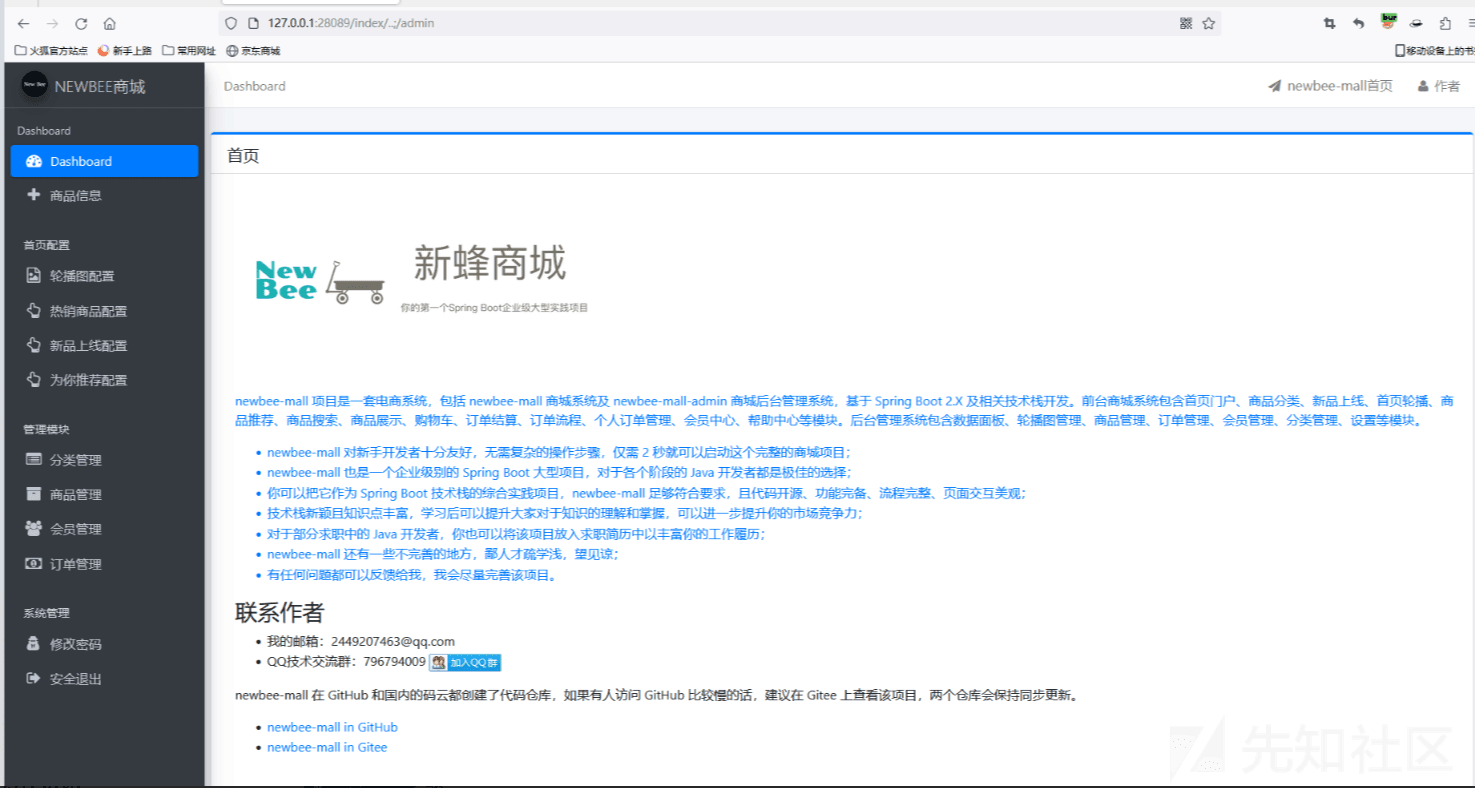 127.0.0.1:28089/index/..;/admin
火狐官方站点 新手上路 常用网址 京东商城 移动设备上的书
New Bee NEWBEE商城
Dashboard newbee-mall首页 作者
Dashboard
Dashboard
商品信息
首页配置
轮播图配置
热销商品配置
新品上线配置
为你推荐配置
管理模块
分类管理
商品管理
会员管理
订单管理
系统管理
修改密码
安全退出
首页
New
Bee
新蜂商城
你的第一个Spring Boot企业级大型实践项目
newbee-mall 项目是一套电商系统，包括 newbee-mall 商城系统及 newbee-mall-admin 商城后台管理系统，基于 Spring Boot 2.X 及相关技术栈开发。前台商城系统包含首页门户、商品分类、新品上线、首页轮播、商
品推荐、商品搜索、商品展示、购物车、订单结算、订单流程、个人订单管理、会员中心、帮助中心等模块。后台管理系统包含数据面板、轮播图管理、商品管理、订单管理、会员管理、分类管理、设置等模块。
• newbee-mall 对新手开发者十分友好，无需复杂的操作步骤，仅需 2 秒就可以启动这个完整的商城项目；
• newbee-mall 也是一个企业级别的 Spring Boot 大型项目，对于各个阶段的 Java 开发者都是极佳的选择；
• 你可以把它作为 Spring Boot 技术栈的综合实践项目，newbee-mall 足够符合要求，且代码开源、功能完备、流程完整、页面交互美观；
• 技术栈新颖且知识点丰富，学习后可以提升大家对于知识的理解和掌握，可以进一步提升你的市场竞争力；
• 对于部分求职中的 Java 开发者，你也可以将该项目放入求职简历中以丰富你的工作履历；
• newbee-mall 还有一些不完善的地方，鄙人才疏学浅，望见谅；
• 有任何问题都可以反馈给我，我会尽量完善该项目。
联系作者
• 我的邮箱：2449207463@qq.com
• QQ技术交流群：796794009 加入QQ群
newbee-mall 在 GitHub 和国内的码云都创建了代码仓库，如果有人访问 GitHub 比较慢的话，建议在 Gitee 上查看该项目，两个仓库会保持同步更新。
• newbee-mall in GitHub
• newbee-mall in Gitee
先知社区